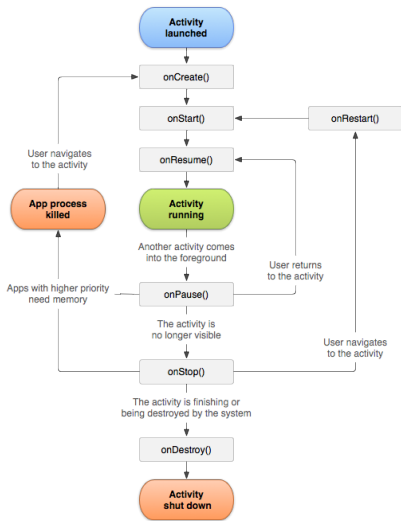 Activity
launched
onCreate()
onStart()
onRestart()
onResume()
User navigates
to the activity
App process
killed
Activity
running
Another activity comes
into the foreground
User returns
to the activity
Apps with higher priority
need memory
onPause()
The activity is
no longer visible
User navigates
to the activity
onStop()
The activity is finishing or
being destroyed by the system
onDestroy()
Activity
shut down